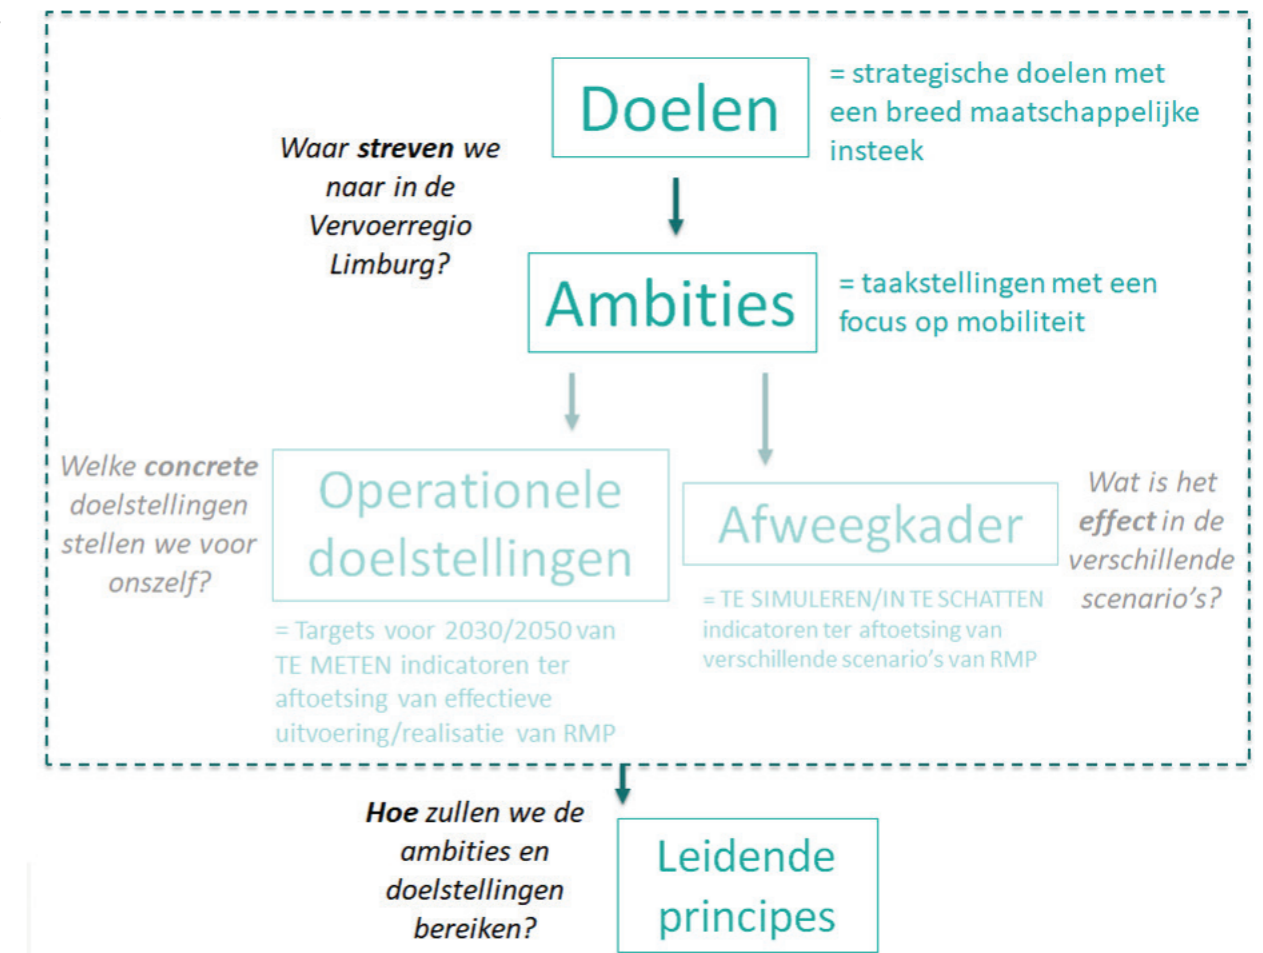 Doelen
= strategische doelen met
een breed maatschappelijke
insteek
Waar streven we
naar in de
Vervoerregio
Limburg?
Ambities
= taakstellingen met een
focus op mobiliteit
Welke concrete
doelstellingen
stellen we voor
onszelf?
Operationele
doelstellingen
= Targets voor 2030/2050 van
TE METEN indicatoren ter
aftoetsing van effectieve
uitvoering/realisatie van RMP
Afweegkader
= TE SIMULEREN/IN TE SCHATTEN
indicatoren ter aftoetsing van
verschillende scenario's van RMP
Wat is het
effect in de
verschillende
scenario's?
Hoe zullen we de
ambities en
doelstellingen
bereiken?
Leidende
principes